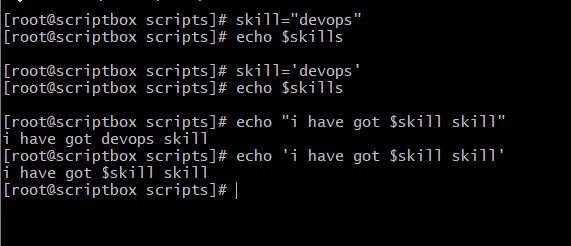 [root@scriptbox scripts]# skill="devops"
[root@scriptbox scripts]# echo $skills
[root@scriptbox scripts]# skill='devops'
[root@scriptbox scripts]# echo $skills
[root@scriptbox scripts]# echo "i have got $skill skill"
i have got devops skill
[root@scriptbox scripts]# echo 'i have got $skill skill'
i have got $skill skill
[root@scriptbox scripts]#